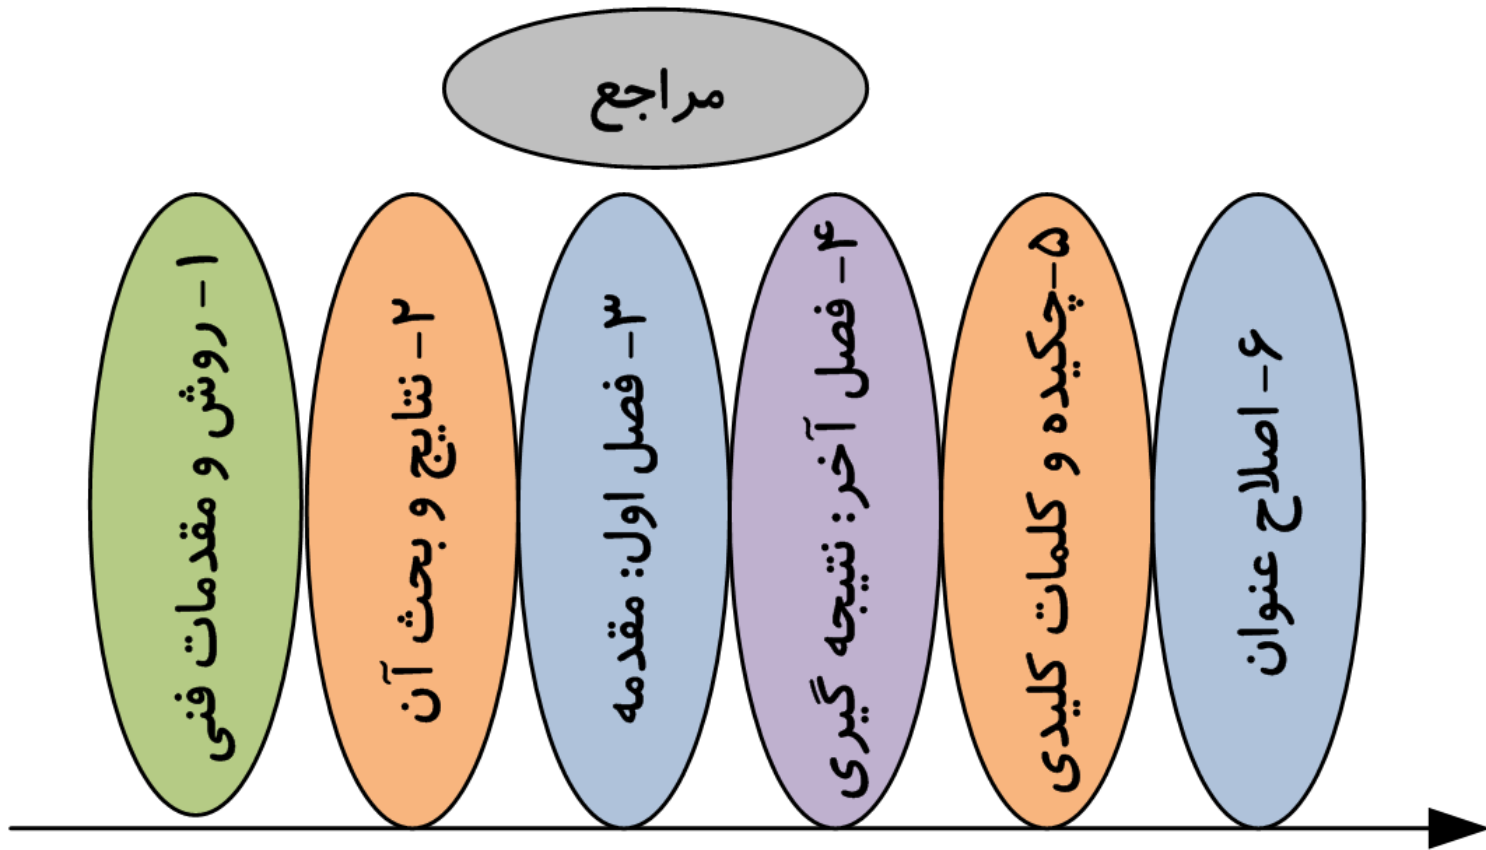 مراجع
۱- روش و مقدمات فنی
۲- نتایج و بحث آن
۳- فصل اول: مقدمه
۴- فصل آخر: نتیجه گیری
۵-چکیده و کلمات کلیدی
۶- اصلاح عنوان